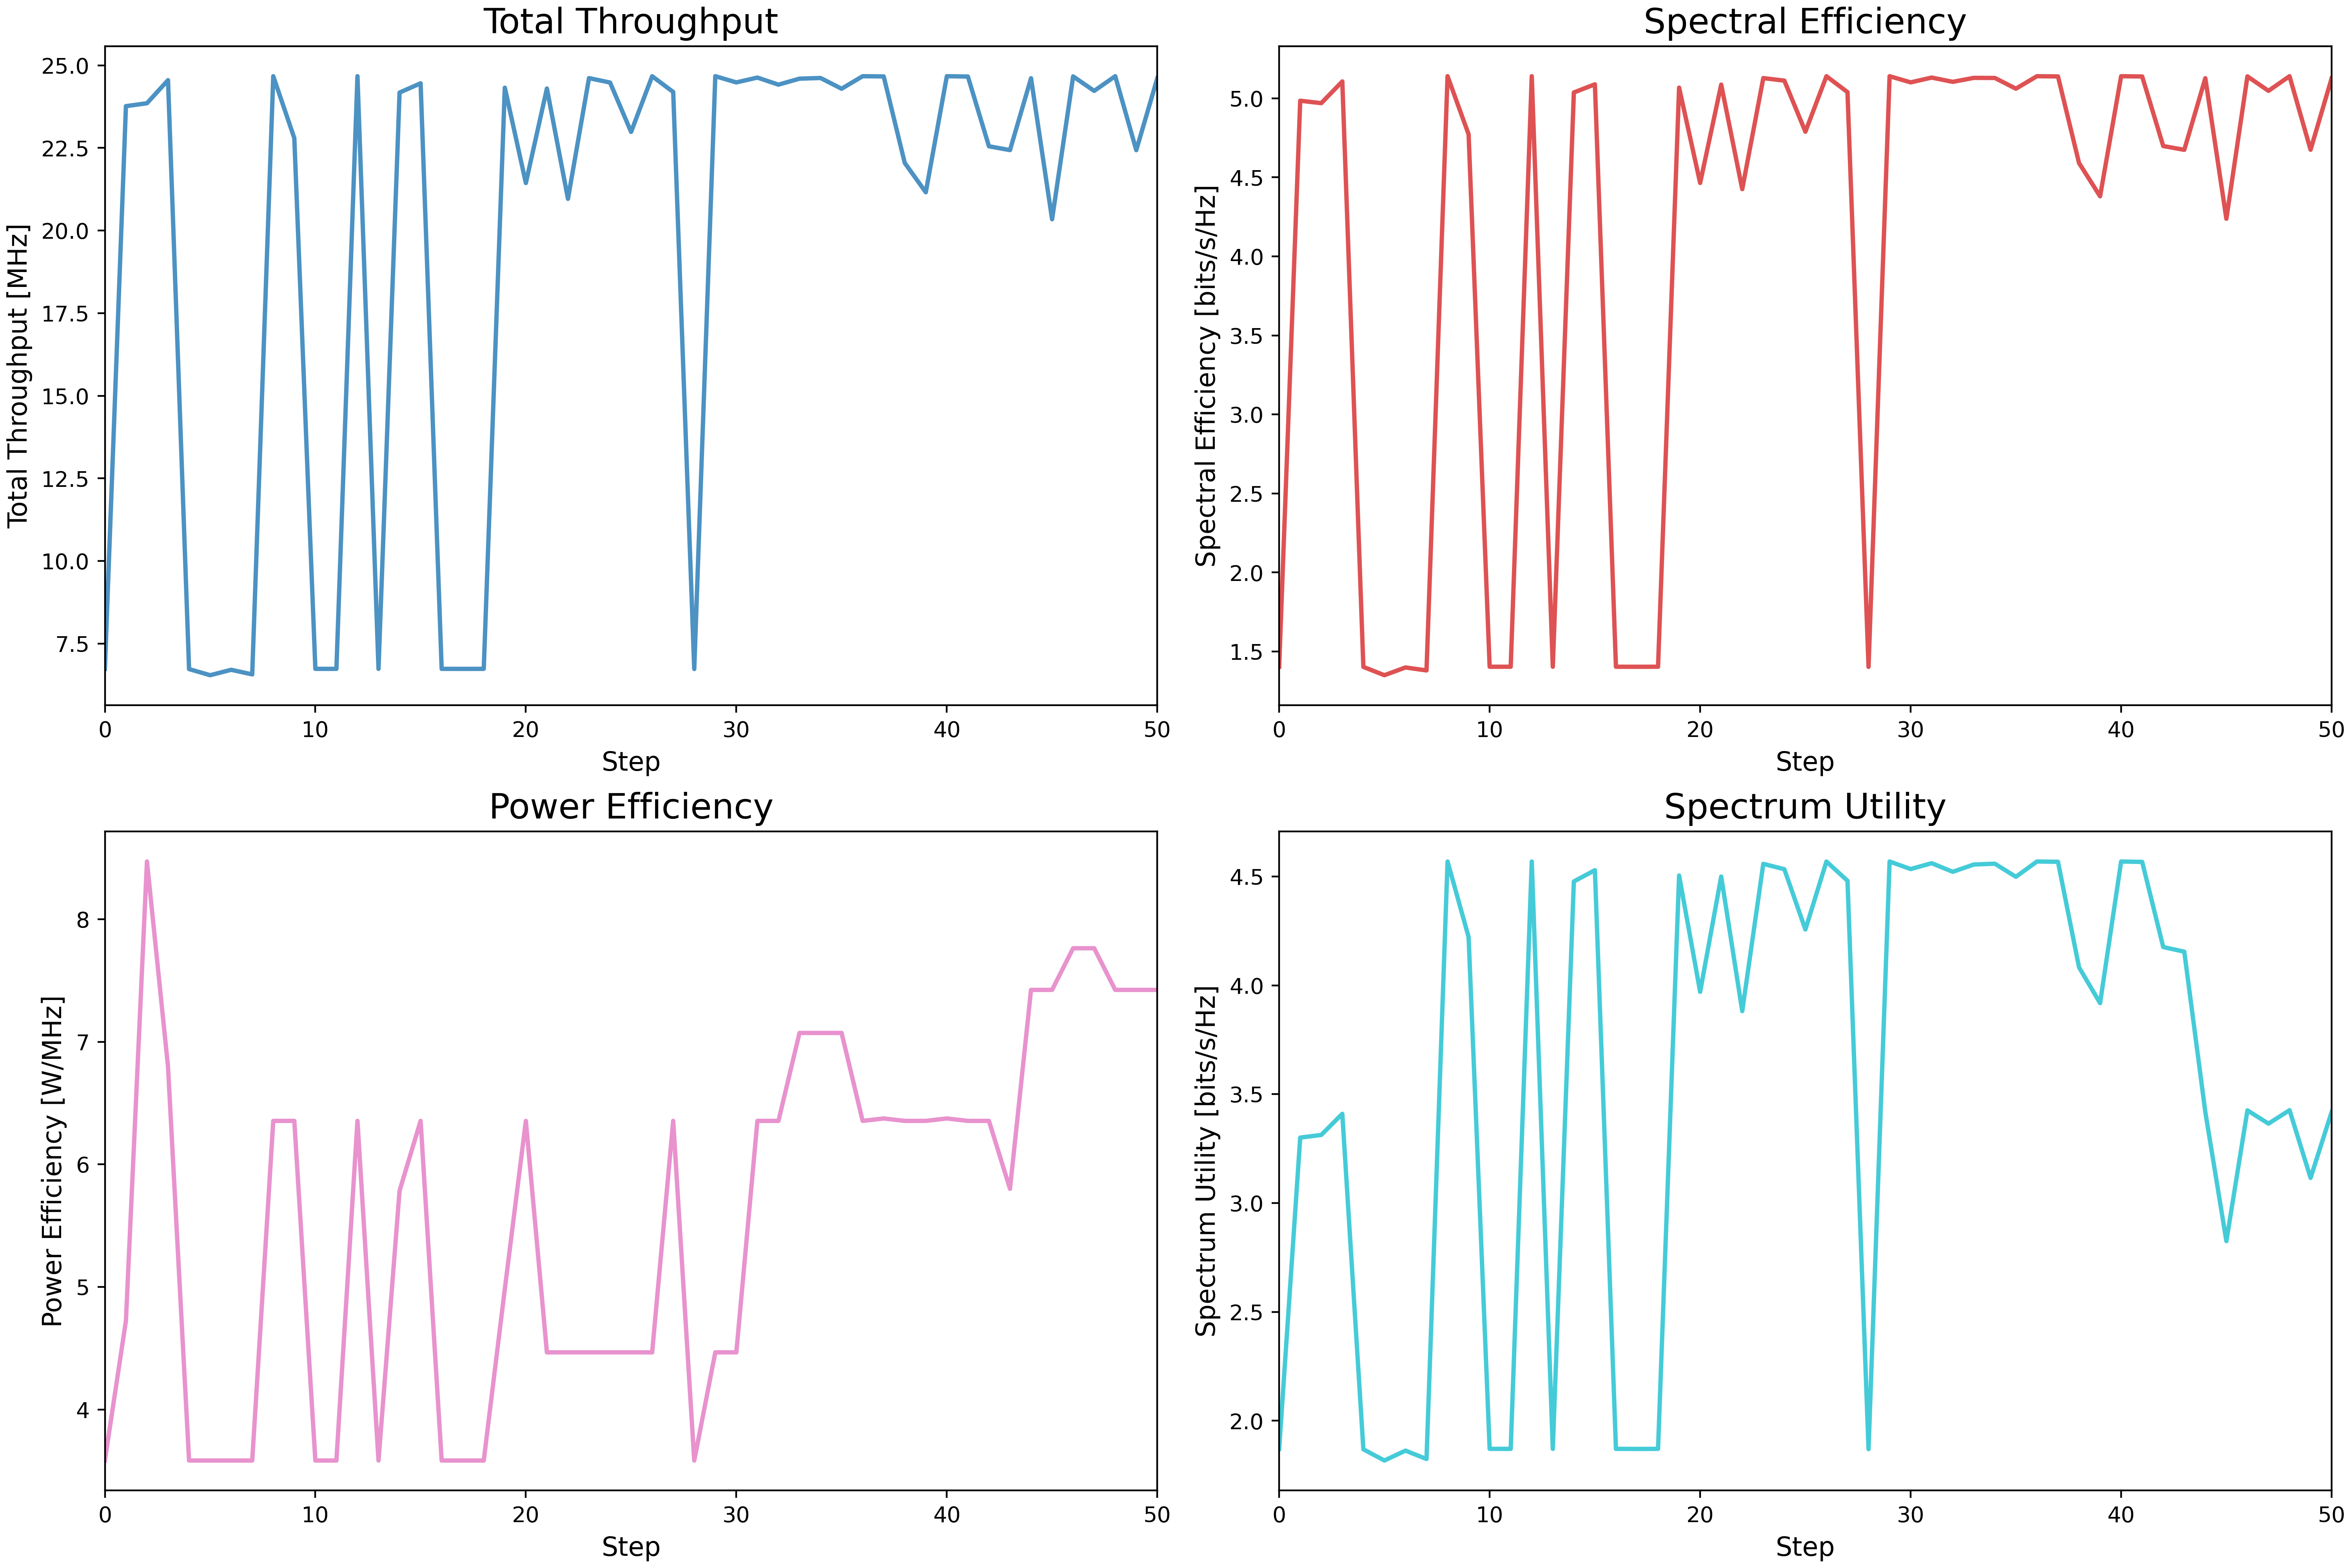 Total Throughput
Total Throughput [MHz]
25.0
22.5
20.0
17.5
15.0
12.5
10.0
7.5
0 10 20 30 40 50
Step
Spectral Efficiency
Spectral Efficiency [bits/s/Hz]
5.0
4.5
4.0
3.5
3.0
2.5
2.0
1.5
0 10 20 30 40 50
Step
Power Efficiency
Power Efficiency [W/MHz]
8
7
6
5
4
0 10 20 30 40 50
Step
Spectrum Utility
Spectrum Utility [bits/s/Hz]
4.5
4.0
3.5
3.0
2.5
2.0
0 10 20 30 40 50
Step